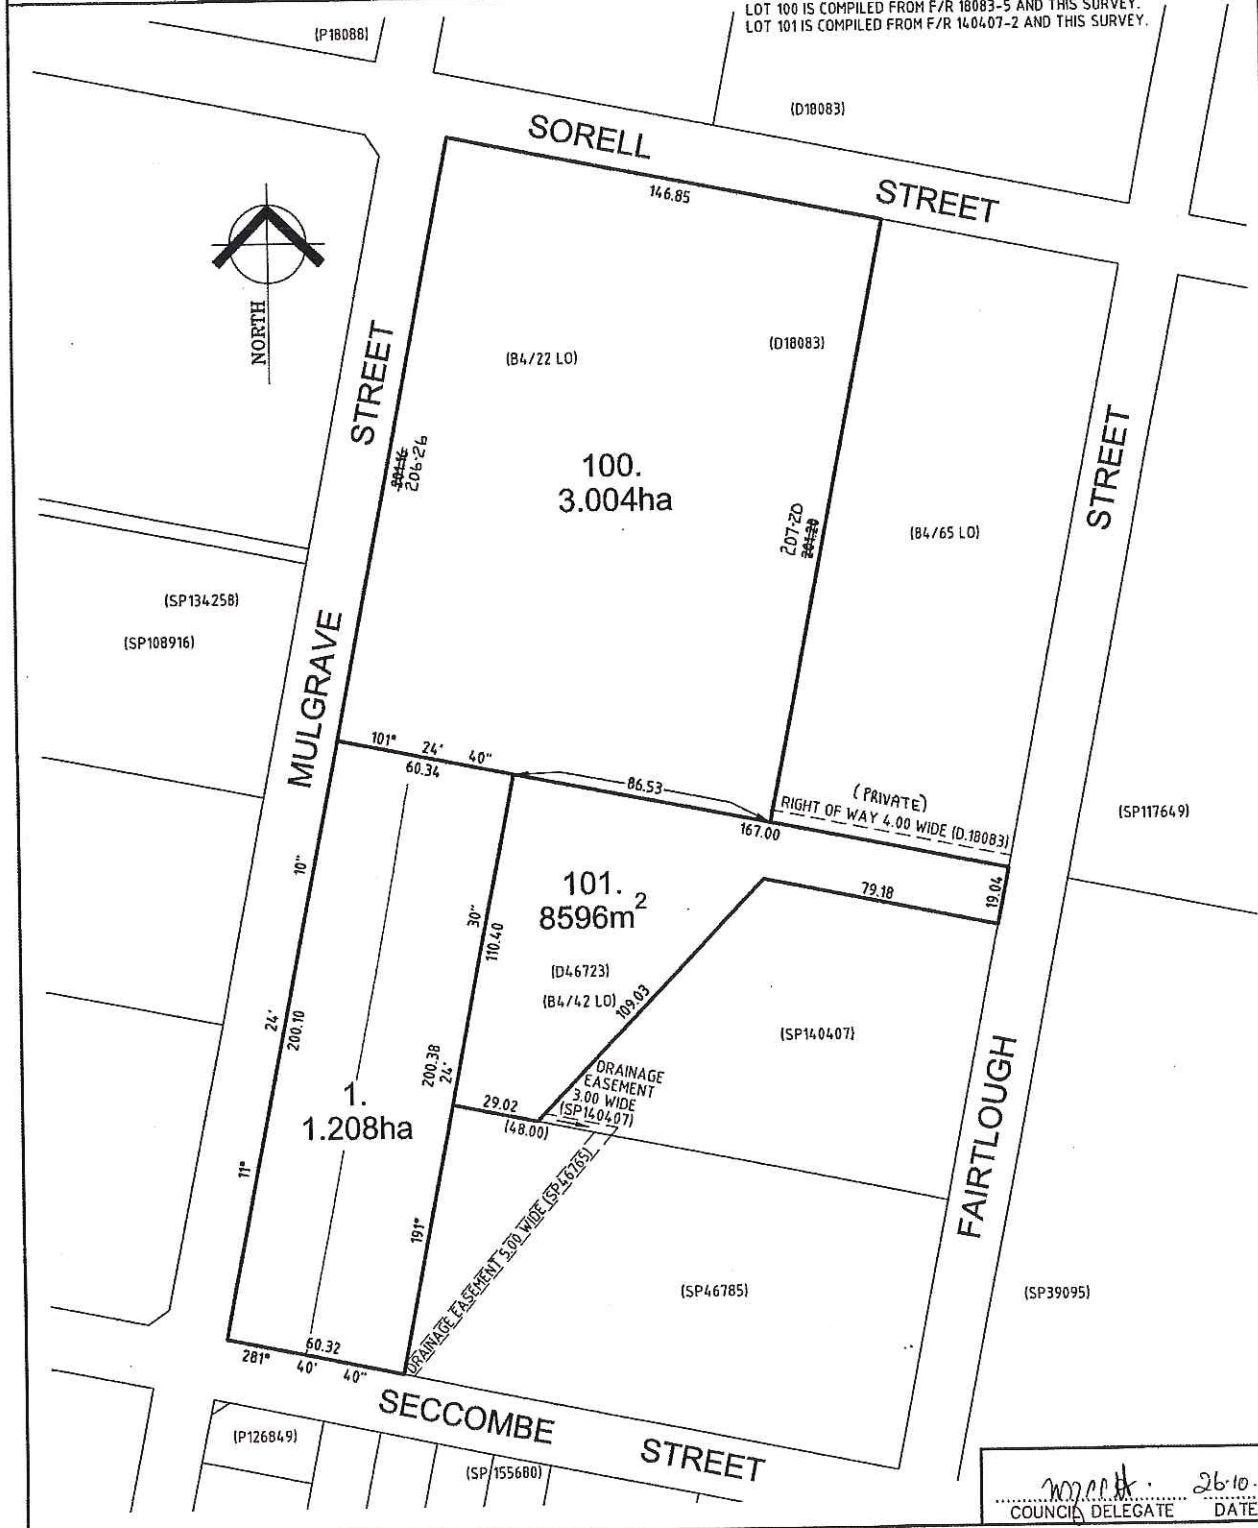 LOT 100 IS COMPILED FROM F/R 18083-5 AND THIS SURVEY.
LOT 101 IS COMPILED FROM F/R 140407-2 AND THIS SURVEY.
(P18088)
(D18083)
SORELL STREET
146.85
NORTH
(B4/22 LO)
(D18083)
MULGRAVE STREET
206·26
100.
3.004ha
207·20
201.20
(B4/65 LO)
(SP134258)
(SP108916)
101° 24' 40"
60.34
86.53
167.00
(PRIVATE)
RIGHT OF WAY 4.00 WIDE (D.18083)
(SP117649)
79.18
19.04
101.
8596m2
(D46723)
(B4/42 LO)
109.03
11° 24' 10"
200.10
191° 24' 30"
110.40
200.38
(SP140407)
DRAINAGE
EASEMENT
3.00 WIDE
(SP140407)
29.02
(48.00)
1.
1.208ha
DRAINAGE EASEMENT 5.00 WIDE (SP46765)
FAIRTLOUGH STREET
(SP46785)
(SP39095)
60.32
281° 40' 40"
SECCOMBE STREET
(P126849)
(SP155680)
26·10·
COUNCIL DELEGATE DATE